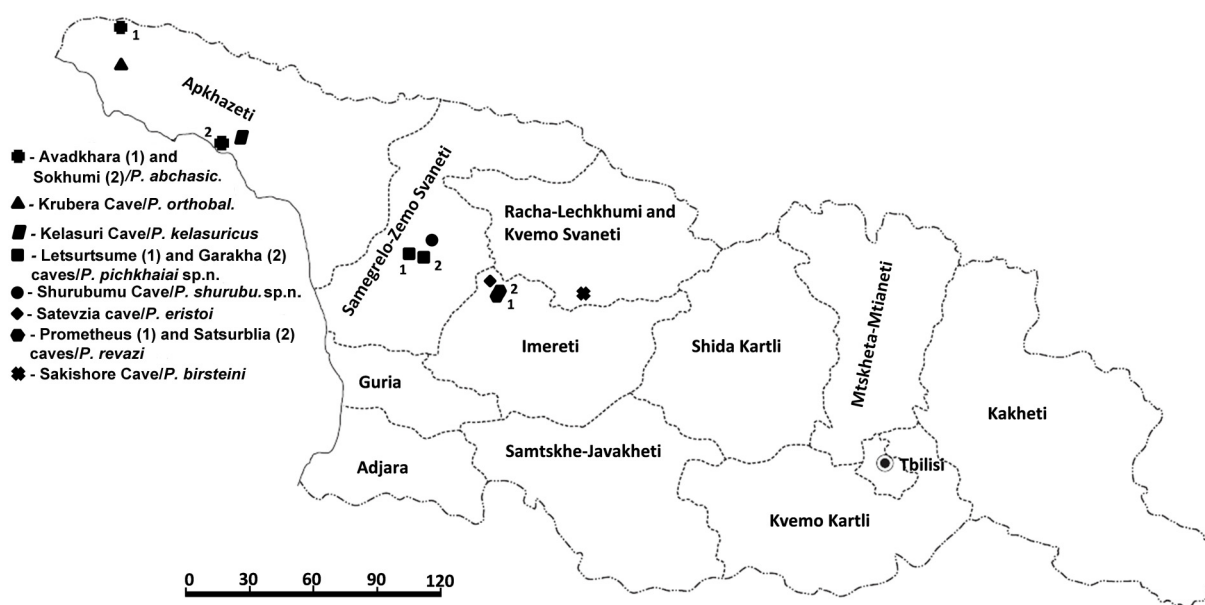 1
Apkhazeti
2
- Avadkhara (1) and
Sokhumi (2)/P. abchasic.
- Krubera Cave/P. orthobal.
- Kelasuri Cave/P. kelasuricus
- Letsurtsume (1) and Garakha (2)
caves/P. pichkhaiai sp.n.
- Shurubumu Cave/P. shurubu.sp.n.
- Satevzia cave/P. eristoi
- Prometheus (1) and Satsurblia (2)
caves/P. revazi
- Sakishore Cave/P. birsteini
Samegrelo-Zemo Svaneti
1
2
Racha-Lechkhumi and
Kvemo Svaneti
2
1
Imereti
Shida Kartli
Mtskheta-Mtianeti
Kakheti
Guria
Adjara
Samtskhe-Javakheti
Tbilisi
Kvemo Kartli
0 30 60 90 120